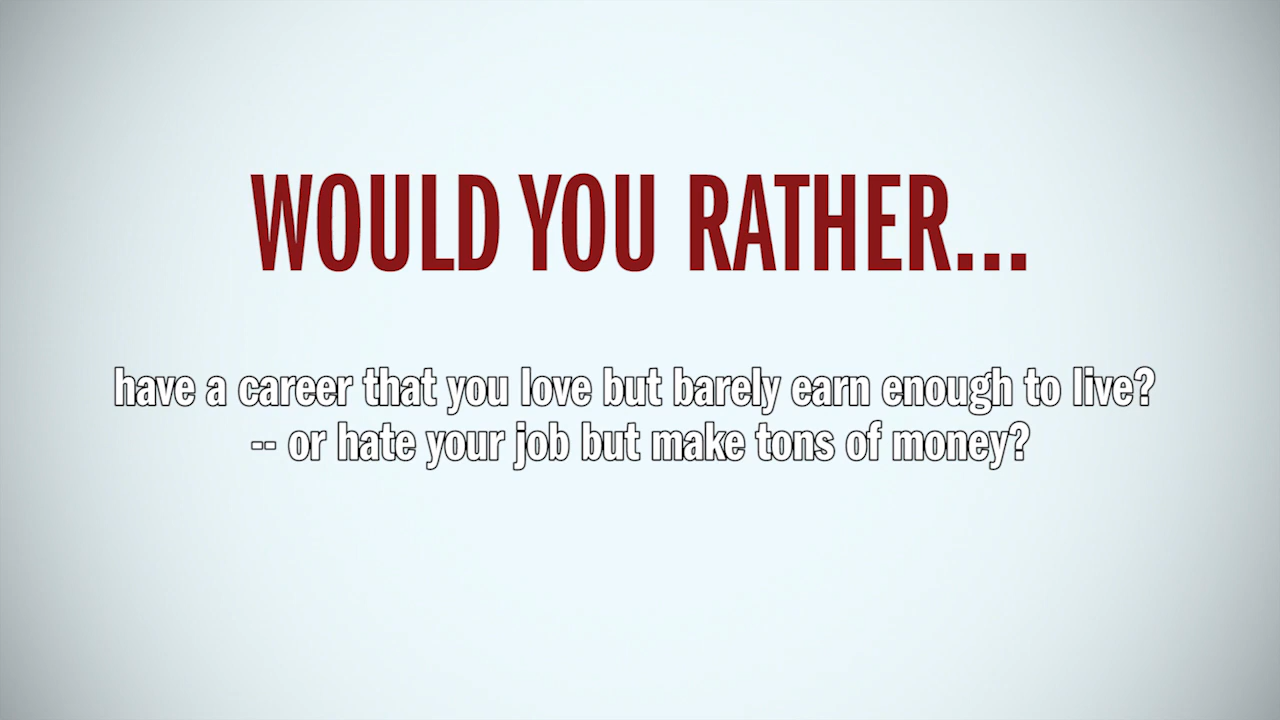 WOULD YOU RATHER...
have a career that you love but barely earn enough to live?
-- or hate your job but make tons of money?